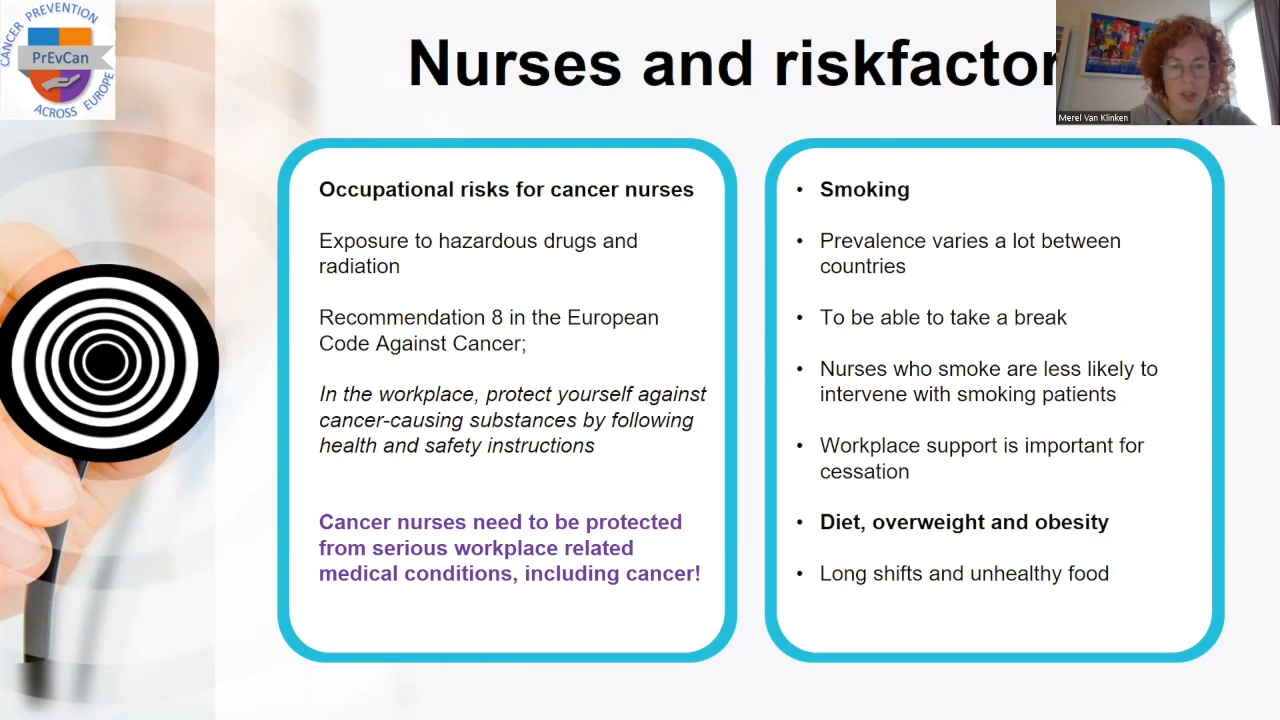 CANCER PREVENTION
PrEvCan
ACROSS EUROPE
Nurses and riskfactor
Merel Van Klinken
Occupational risks for cancer nurses
Exposure to hazardous drugs and
radiation
Recommendation 8 in the European
Code Against Cancer;
In the workplace, protect yourself against
cancer-causing substances by following
health and safety instructions
Cancer nurses need to be protected
from serious workplace related
medical conditions, including cancer!
• Smoking
• Prevalence varies a lot between
countries
• To be able to take a break
• Nurses who smoke are less likely to
intervene with smoking patients
• Workplace support is important for
cessation
• Diet, overweight and obesity
• Long shifts and unhealthy food